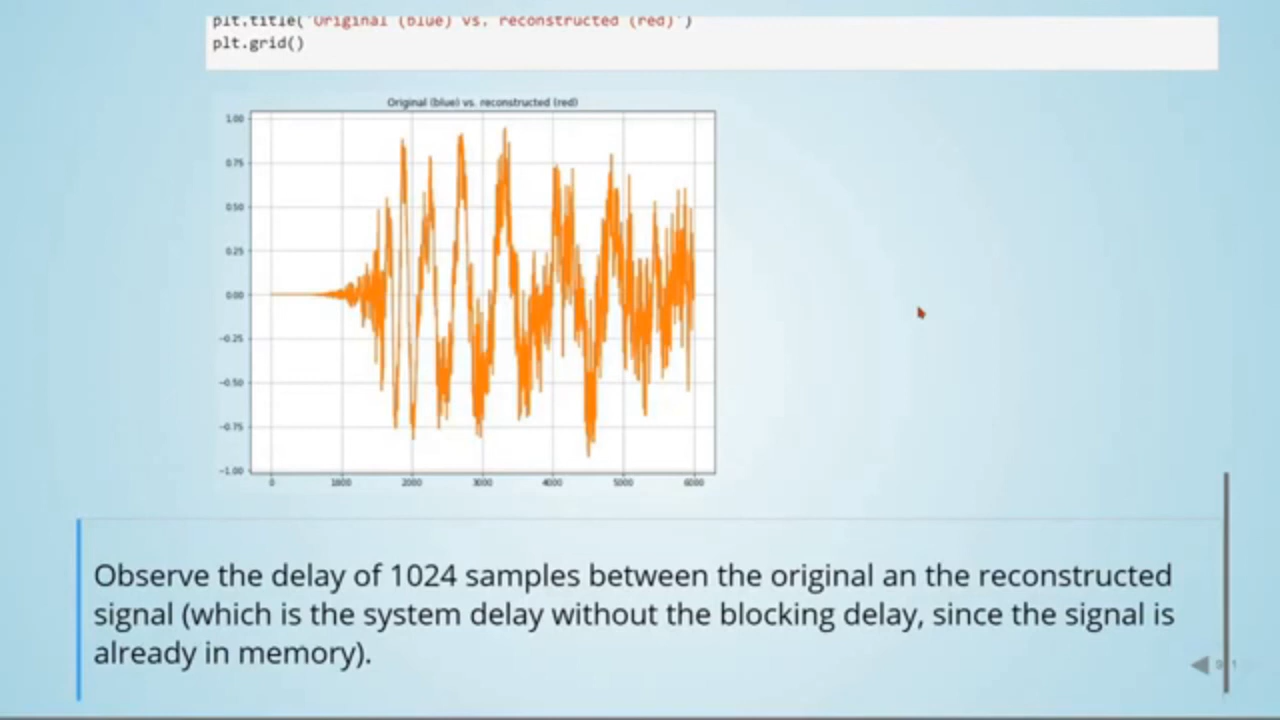 plt.title('Original (blue) vs. reconstructed (red)')
plt.grid()
Original (blue) vs. reconstructed (red)
1.00
0.75
0.50
0.25
0.00
−0.25
−0.50
−0.75
−1.00
0 1000 2000 3000 4000 5000 6000
Observe the delay of 1024 samples between the original an the reconstructed
signal (which is the system delay without the blocking delay, since the signal is
already in memory).